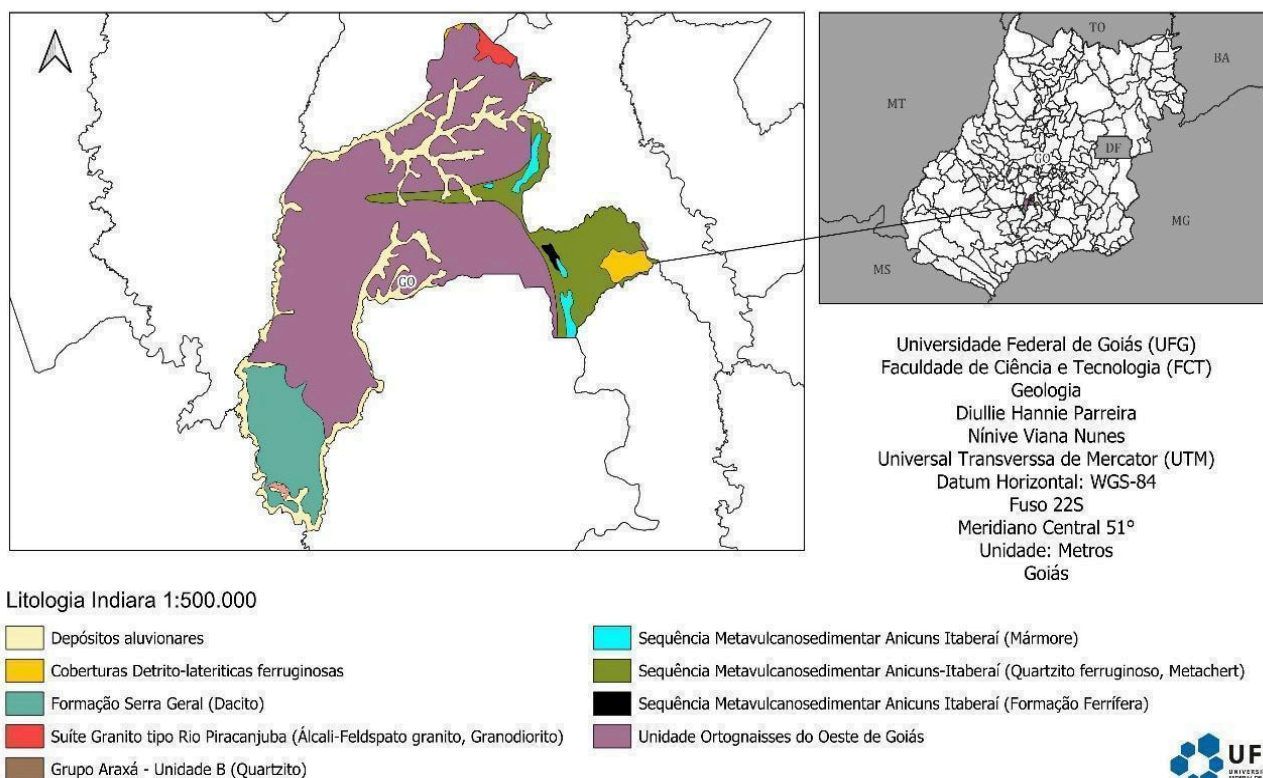 GO
TO
BA
MT
DF
GO
MG
MS
Universidade Federal de Goiás (UFG)
Faculdade de Ciência e Tecnologia (FCT)
Geologia
Diullie Hannie Parreira
Nínive Viana Nunes
Universal Transverssa de Mercator (UTM)
Datum Horizontal: WGS-84
Fuso 22S
Meridiano Central 51°
Unidade: Metros
Goiás
Litologia Indiara 1:500.000
Depósitos aluvionares
Coberturas Detrito-lateriticas ferruginosas
Formação Serra Geral (Dacito)
Suíte Granito tipo Rio Piracanjuba (Álcali-Feldspato granito, Granodiorito)
Grupo Araxá - Unidade B (Quartzito)
Sequência Metavulcanosedimentar Anicuns Itaberaí (Mármore)
Sequência Metavulcanosedimentar Anicuns-Itaberaí (Quartzito ferruginoso, Metachert)
Sequência Metavulcanosedimentar Anicuns Itaberaí (Formação Ferrífera)
Unidade Ortognaisses do Oeste de Goiás
UF